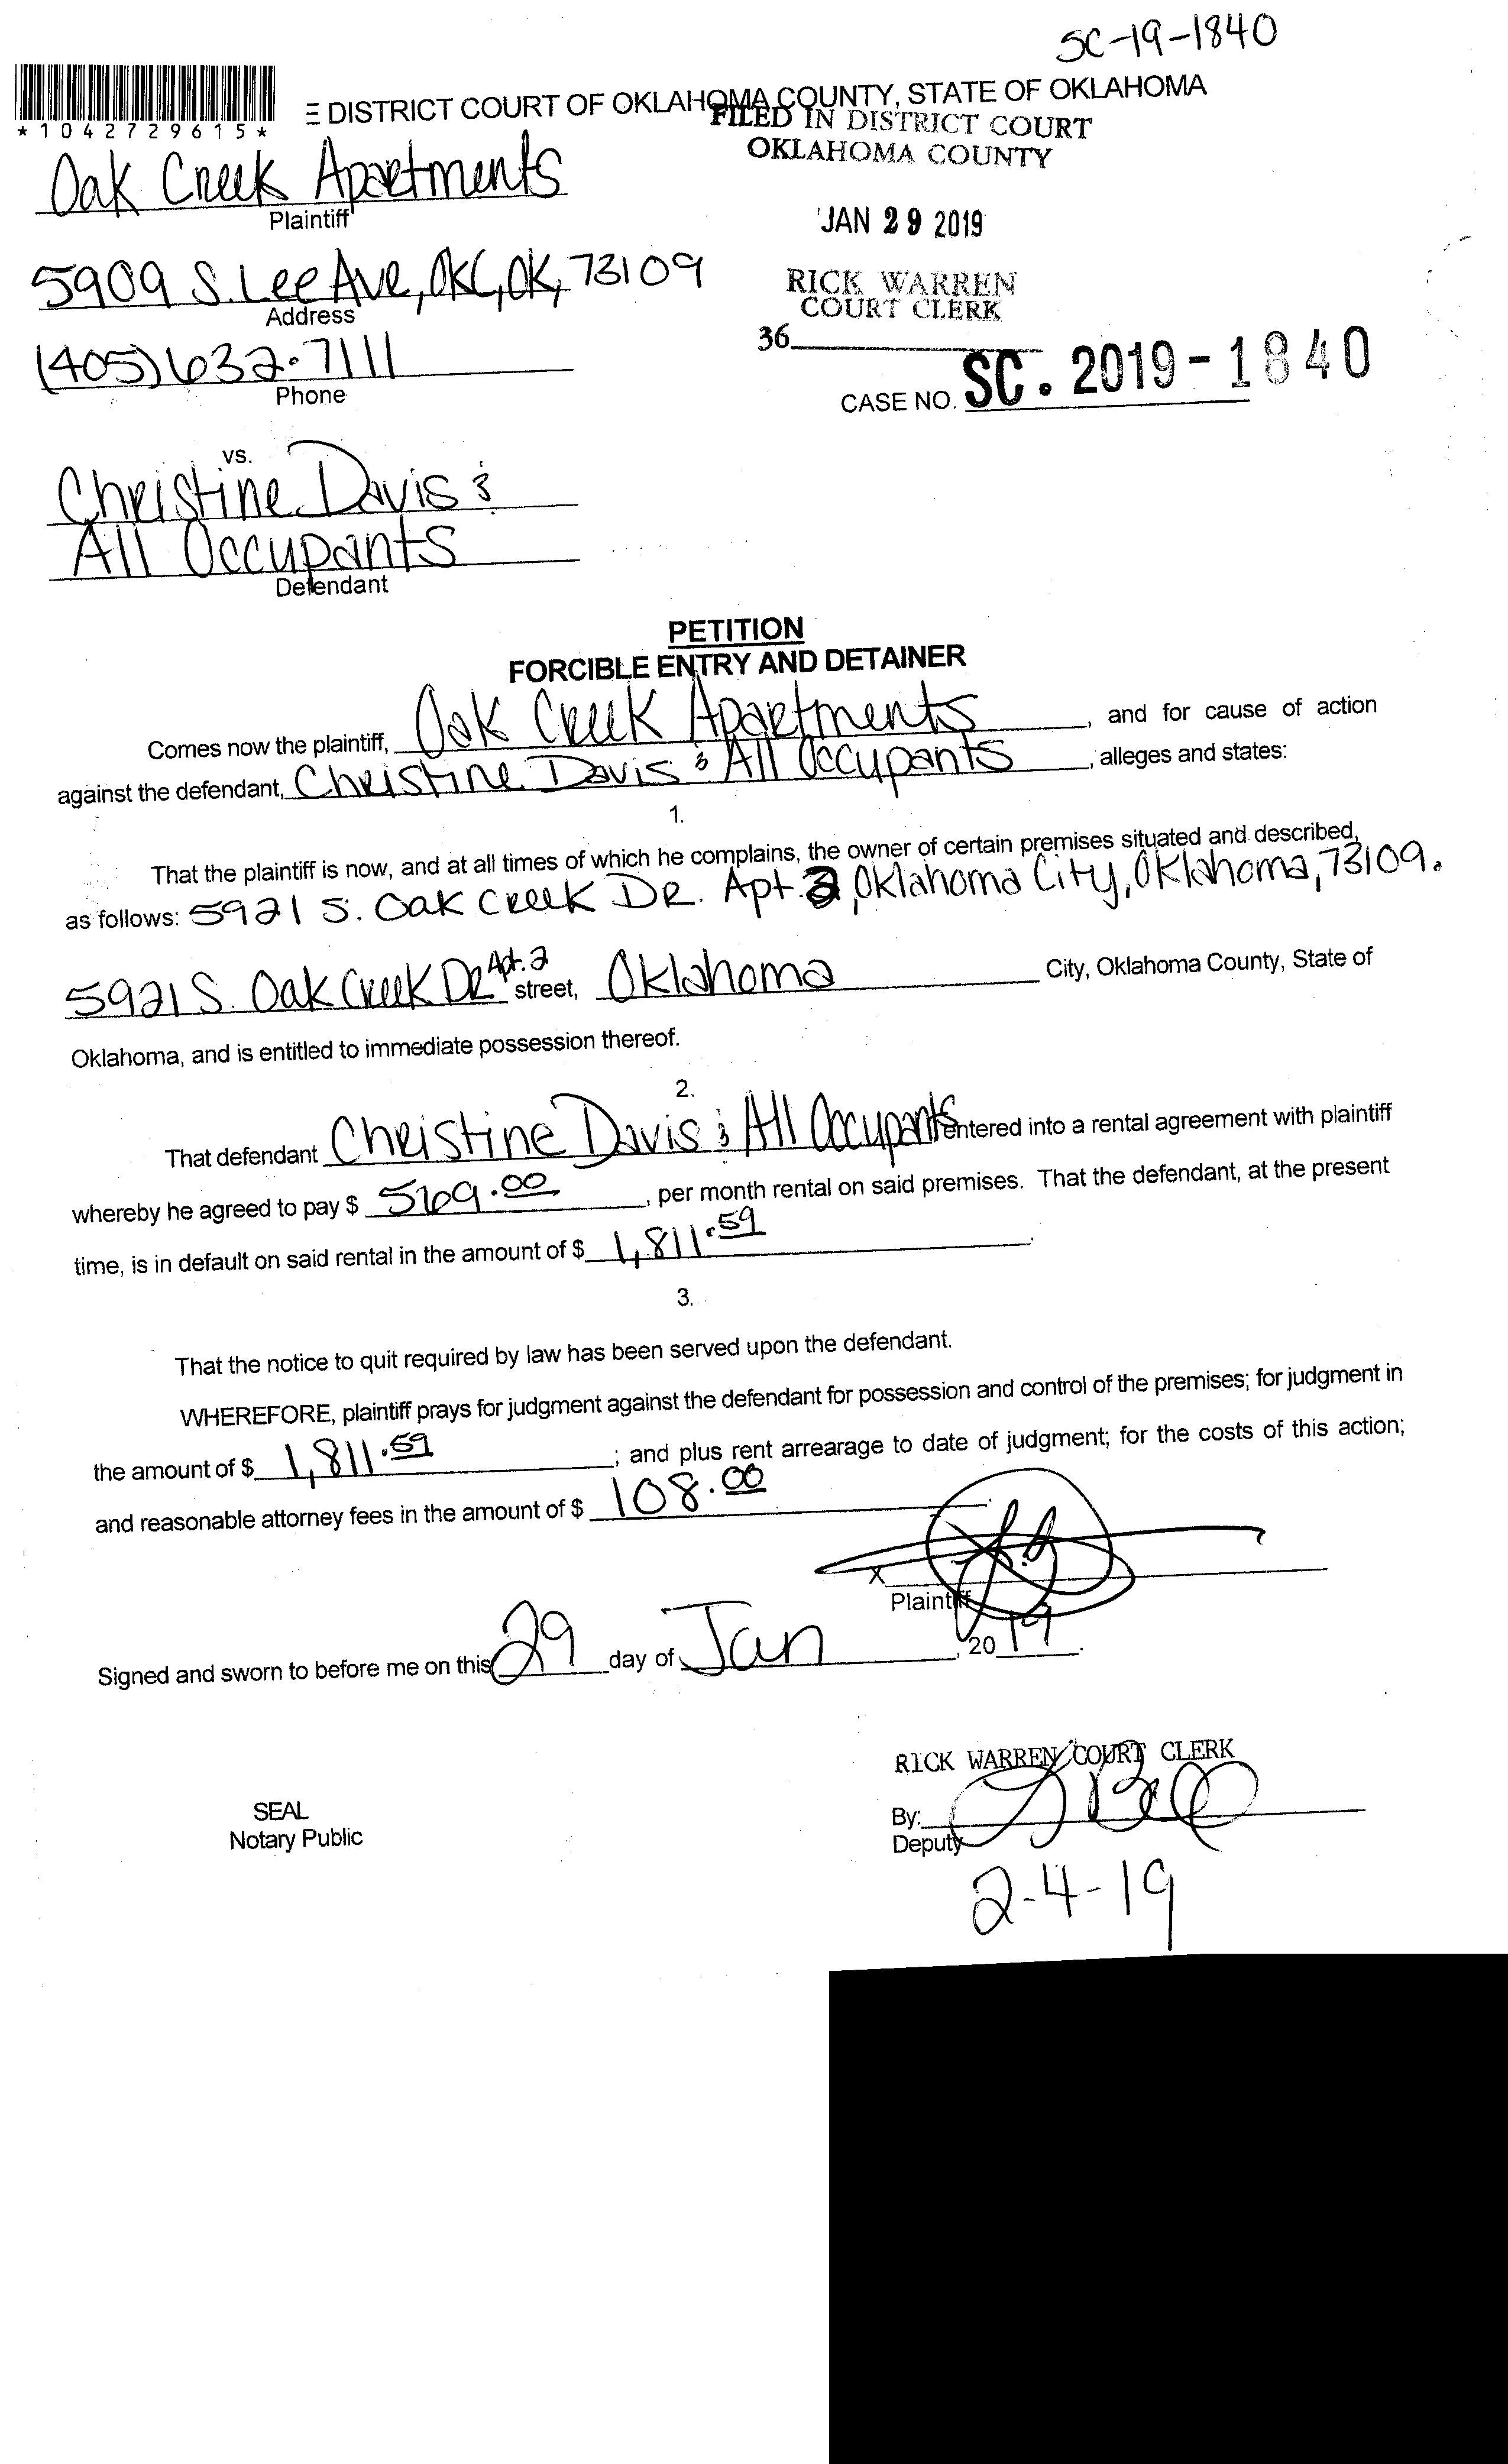 SC-19-1840
*1042729615*
E DISTRICT COURT OF OKLAHOMA COUNTY, STATE OF OKLAHOMA
FILED IN DISTRICT COURT
OKLAHOMA COUNTY
Oak Creek Apartments
Plaintiff
JAN 29 2019
5909 S. Lee Ave, OKC, OK, 73109
Address
RICK WARREN
COURT CLERK
36
(405) 632-7111
Phone
CASE NO. SC. 2019-1840
vs.
Christine Davis &
All Occupants
Defendant
PETITION
FORCIBLE ENTRY AND DETAINER
Comes now the plaintiff, Oak Creek Apartments, and for cause of action
against the defendant, Christine Davis & All Occupants, alleges and states:
1.
That the plaintiff is now, and at all times of which he complains, the owner of certain premises situated and described,
as follows: 5921 S. Oak Creek DR. Apt. 2, Oklahoma City, Oklahoma, 73109.
5921 S. Oak Creek DR Apt. 2 street, Oklahoma City, Oklahoma County, State of
Oklahoma, and is entitled to immediate possession thereof.
2.
That defendant Christine Davis & All Occupants entered into a rental agreement with plaintiff
whereby he agreed to pay $ 569.00, per month rental on said premises. That the defendant, at the present
time, is in default on said rental in the amount of $ 1,811.59.
3.
That the notice to quit required by law has been served upon the defendant.
WHEREFORE, plaintiff prays for judgment against the defendant for possession and control of the premises; for judgment in
the amount of $ 1,811.59; and plus rent arrearage to date of judgment; for the costs of this action;
and reasonable attorney fees in the amount of $ 108.00.
X
Plaintiff
Signed and sworn to before me on this 29 day of Jan, 2019.
RICK WARREN COURT CLERK
SEAL
Notary Public
By:
Deputy
2-4-19